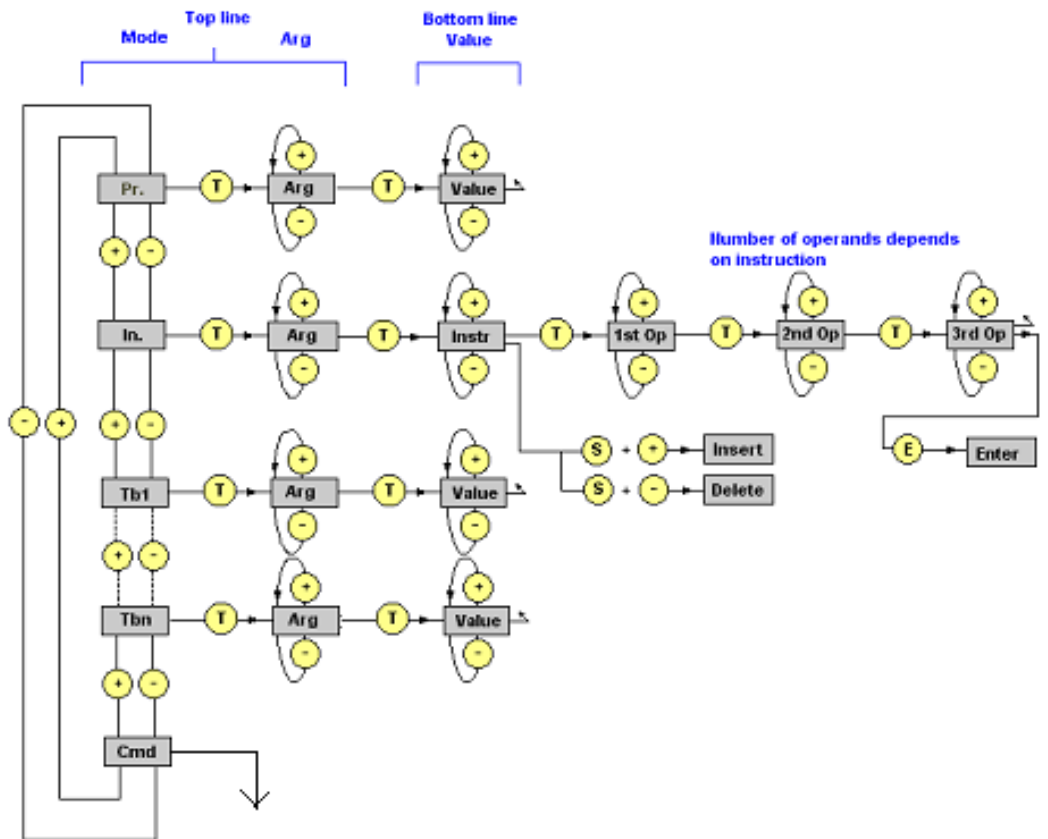 Top line
Bottom line
Mode Arg Value
+ +
Pr. T Arg T Value
- -
+ -
Number of operands depends
on instruction
+ + + + +
In. T Arg T Instr T 1st Op T 2nd Op T 3rd Op
- - - - -
- + + -
S + + Insert
E Enter
+ +
Tb1 T Arg T Value
S + - Delete
- -
+ -
+ +
Tbn T Arg T Value
- -
+ -
Cmd